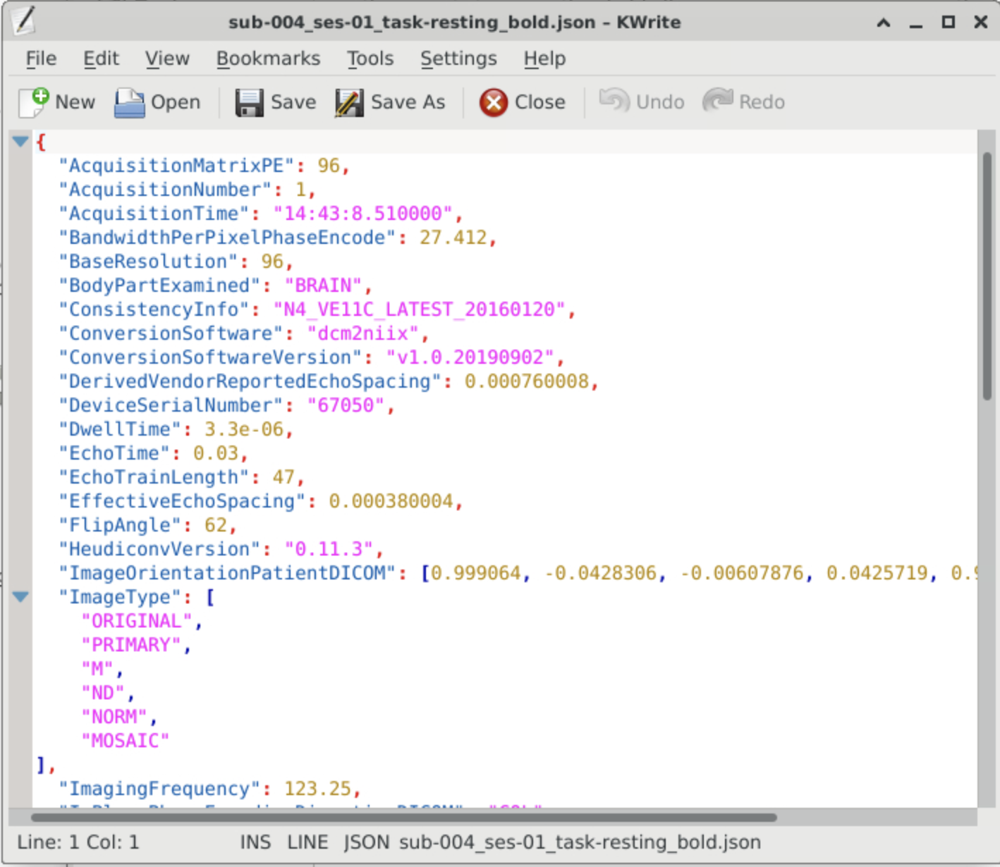 sub-004_ses-01_task-resting_bold.json – KWrite
File Edit View Bookmarks Tools Settings Help
New Open Save Save As Close Undo Redo
{
"AcquisitionMatrixPE": 96,
"AcquisitionNumber": 1,
"AcquisitionTime": "14:43:8.510000",
"BandwidthPerPixelPhaseEncode": 27.412,
"BaseResolution": 96,
"BodyPartExamined": "BRAIN",
"ConsistencyInfo": "N4_VE11C_LATEST_20160120",
"ConversionSoftware": "dcm2niix",
"ConversionSoftwareVersion": "v1.0.20190902",
"DerivedVendorReportedEchoSpacing": 0.000760008,
"DeviceSerialNumber": "67050",
"DwellTime": 3.3e-06,
"EchoTime": 0.03,
"EchoTrainLength": 47,
"EffectiveEchoSpacing": 0.000380004,
"FlipAngle": 62,
"HeudiconvVersion": "0.11.3",
"ImageOrientationPatientDICOM": [0.999064, -0.0428306, -0.00607876, 0.0425719, 0.9
"ImageType": [
"ORIGINAL",
"PRIMARY",
"M",
"ND",
"NORM",
"MOSAIC"
],
"ImagingFrequency": 123.25,
Line: 1 Col: 1 INS LINE JSON sub-004_ses-01_task-resting_bold.json